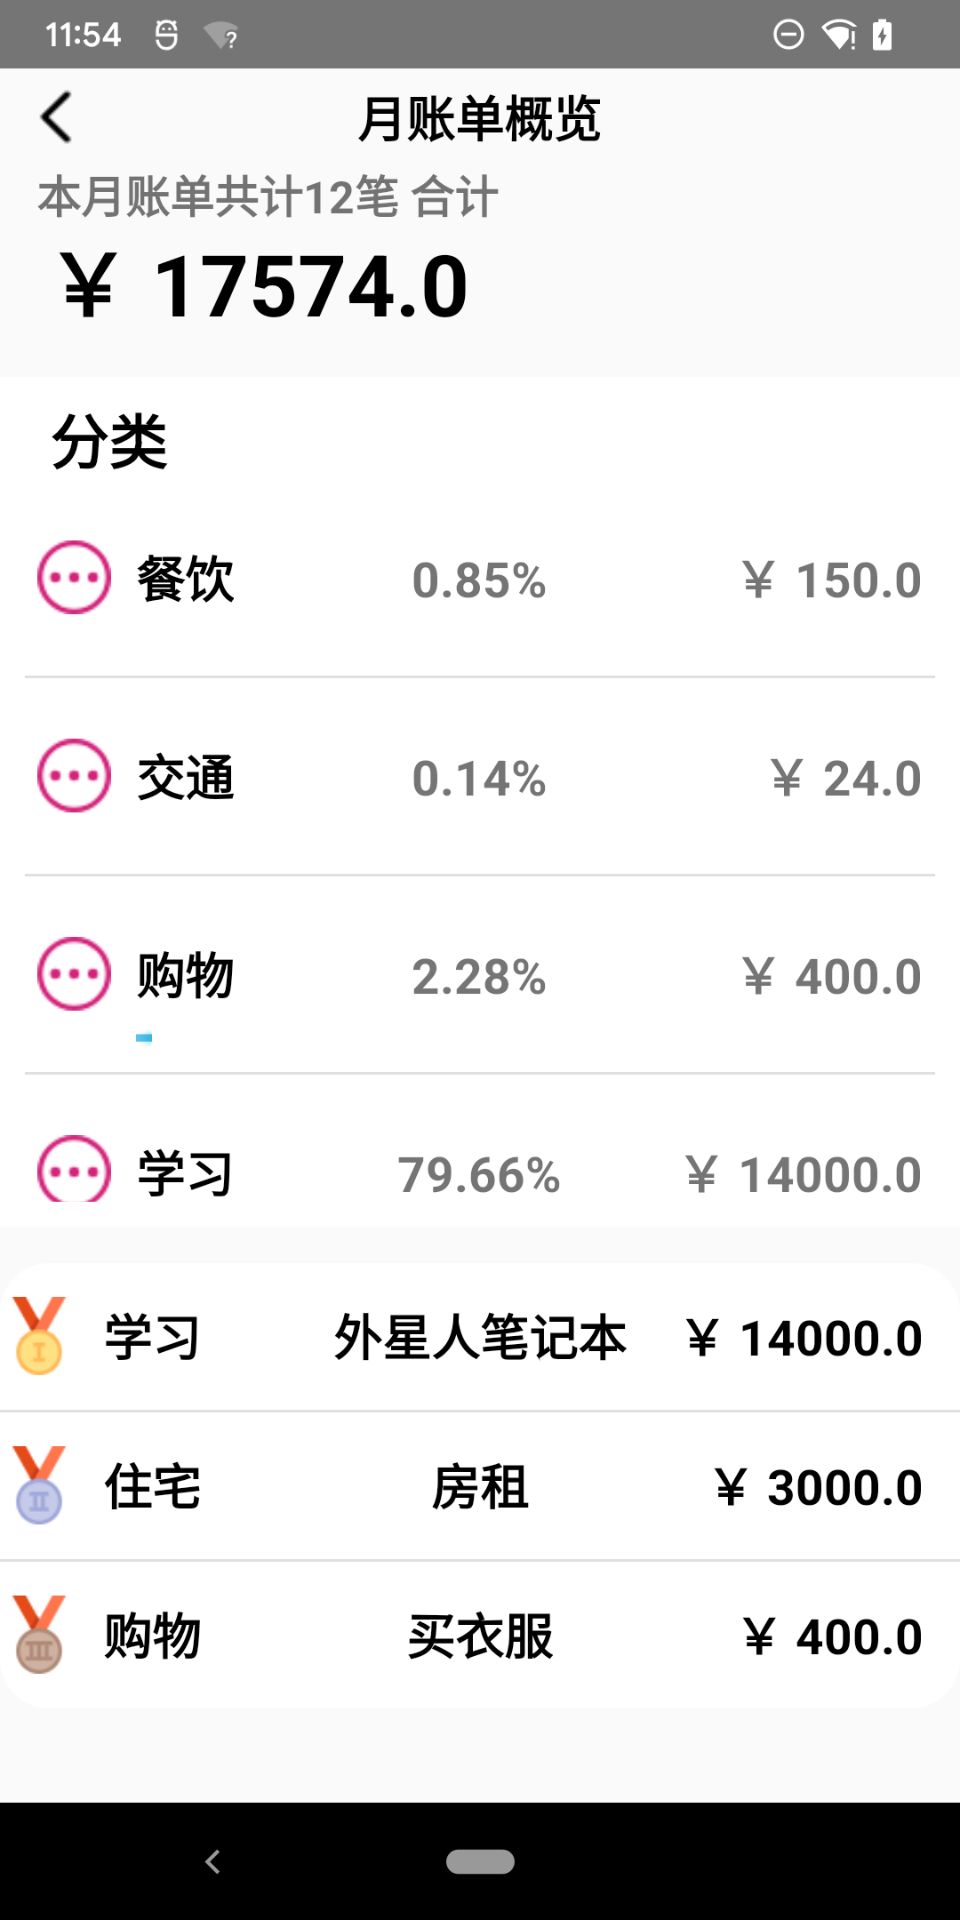 11:54
月账单概览
本月账单共计12笔 合计
¥ 17574.0
分类
餐饮 0.85% ¥ 150.0
交通 0.14% ¥ 24.0
购物 2.28% ¥ 400.0
学习 79.66% ¥ 14000.0
I 学习 外星人笔记本 ¥ 14000.0
II 住宅 房租 ¥ 3000.0
III 购物 买衣服 ¥ 400.0